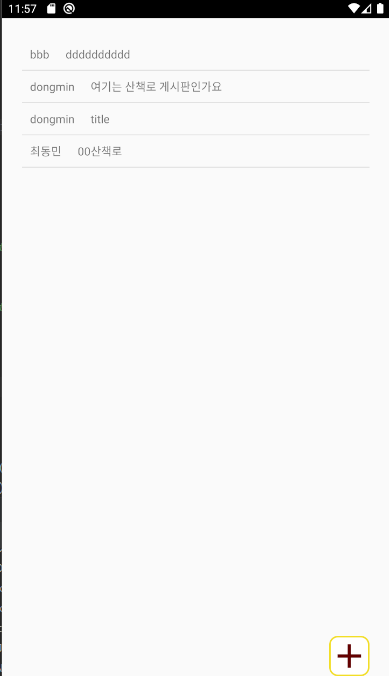 11:57
bbb dddddddddd
dongmin 여기는 산책로 게시판인가요
dongmin title
최동민 00산책로